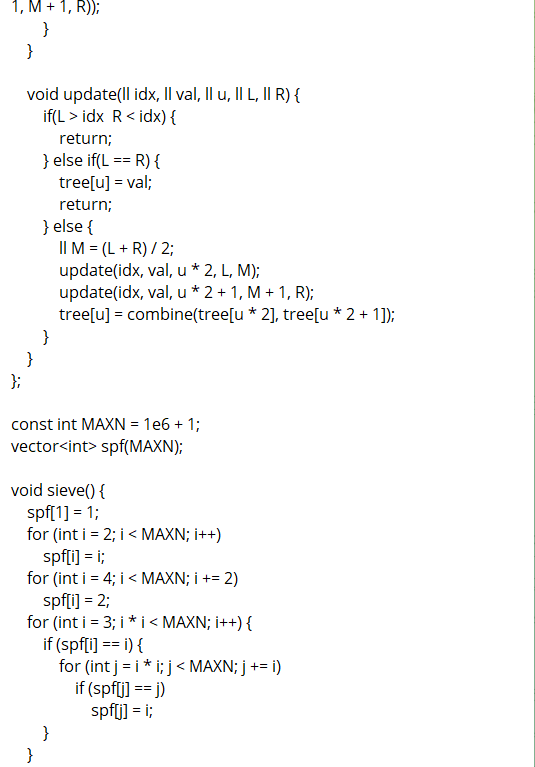 1, M + 1, R));
}
}
void update(ll idx, ll val, ll u, ll L, ll R) {
if(L > idx  R < idx) {
return;
} else if(L == R) {
tree[u] = val;
return;
} else {
ll M = (L + R) / 2;
update(idx, val, u * 2, L, M);
update(idx, val, u * 2 + 1, M + 1, R);
tree[u] = combine(tree[u * 2], tree[u * 2 + 1]);
}
}
};
const int MAXN = 1e6 + 1;
vector<int> spf(MAXN);
void sieve() {
spf[1] = 1;
for (int i = 2; i < MAXN; i++)
spf[i] = i;
for (int i = 4; i < MAXN; i += 2)
spf[i] = 2;
for (int i = 3; i * i < MAXN; i++) {
if (spf[i] == i) {
for (int j = i * i; j < MAXN; j += i)
if (spf[j] == j)
spf[j] = i;
}
}